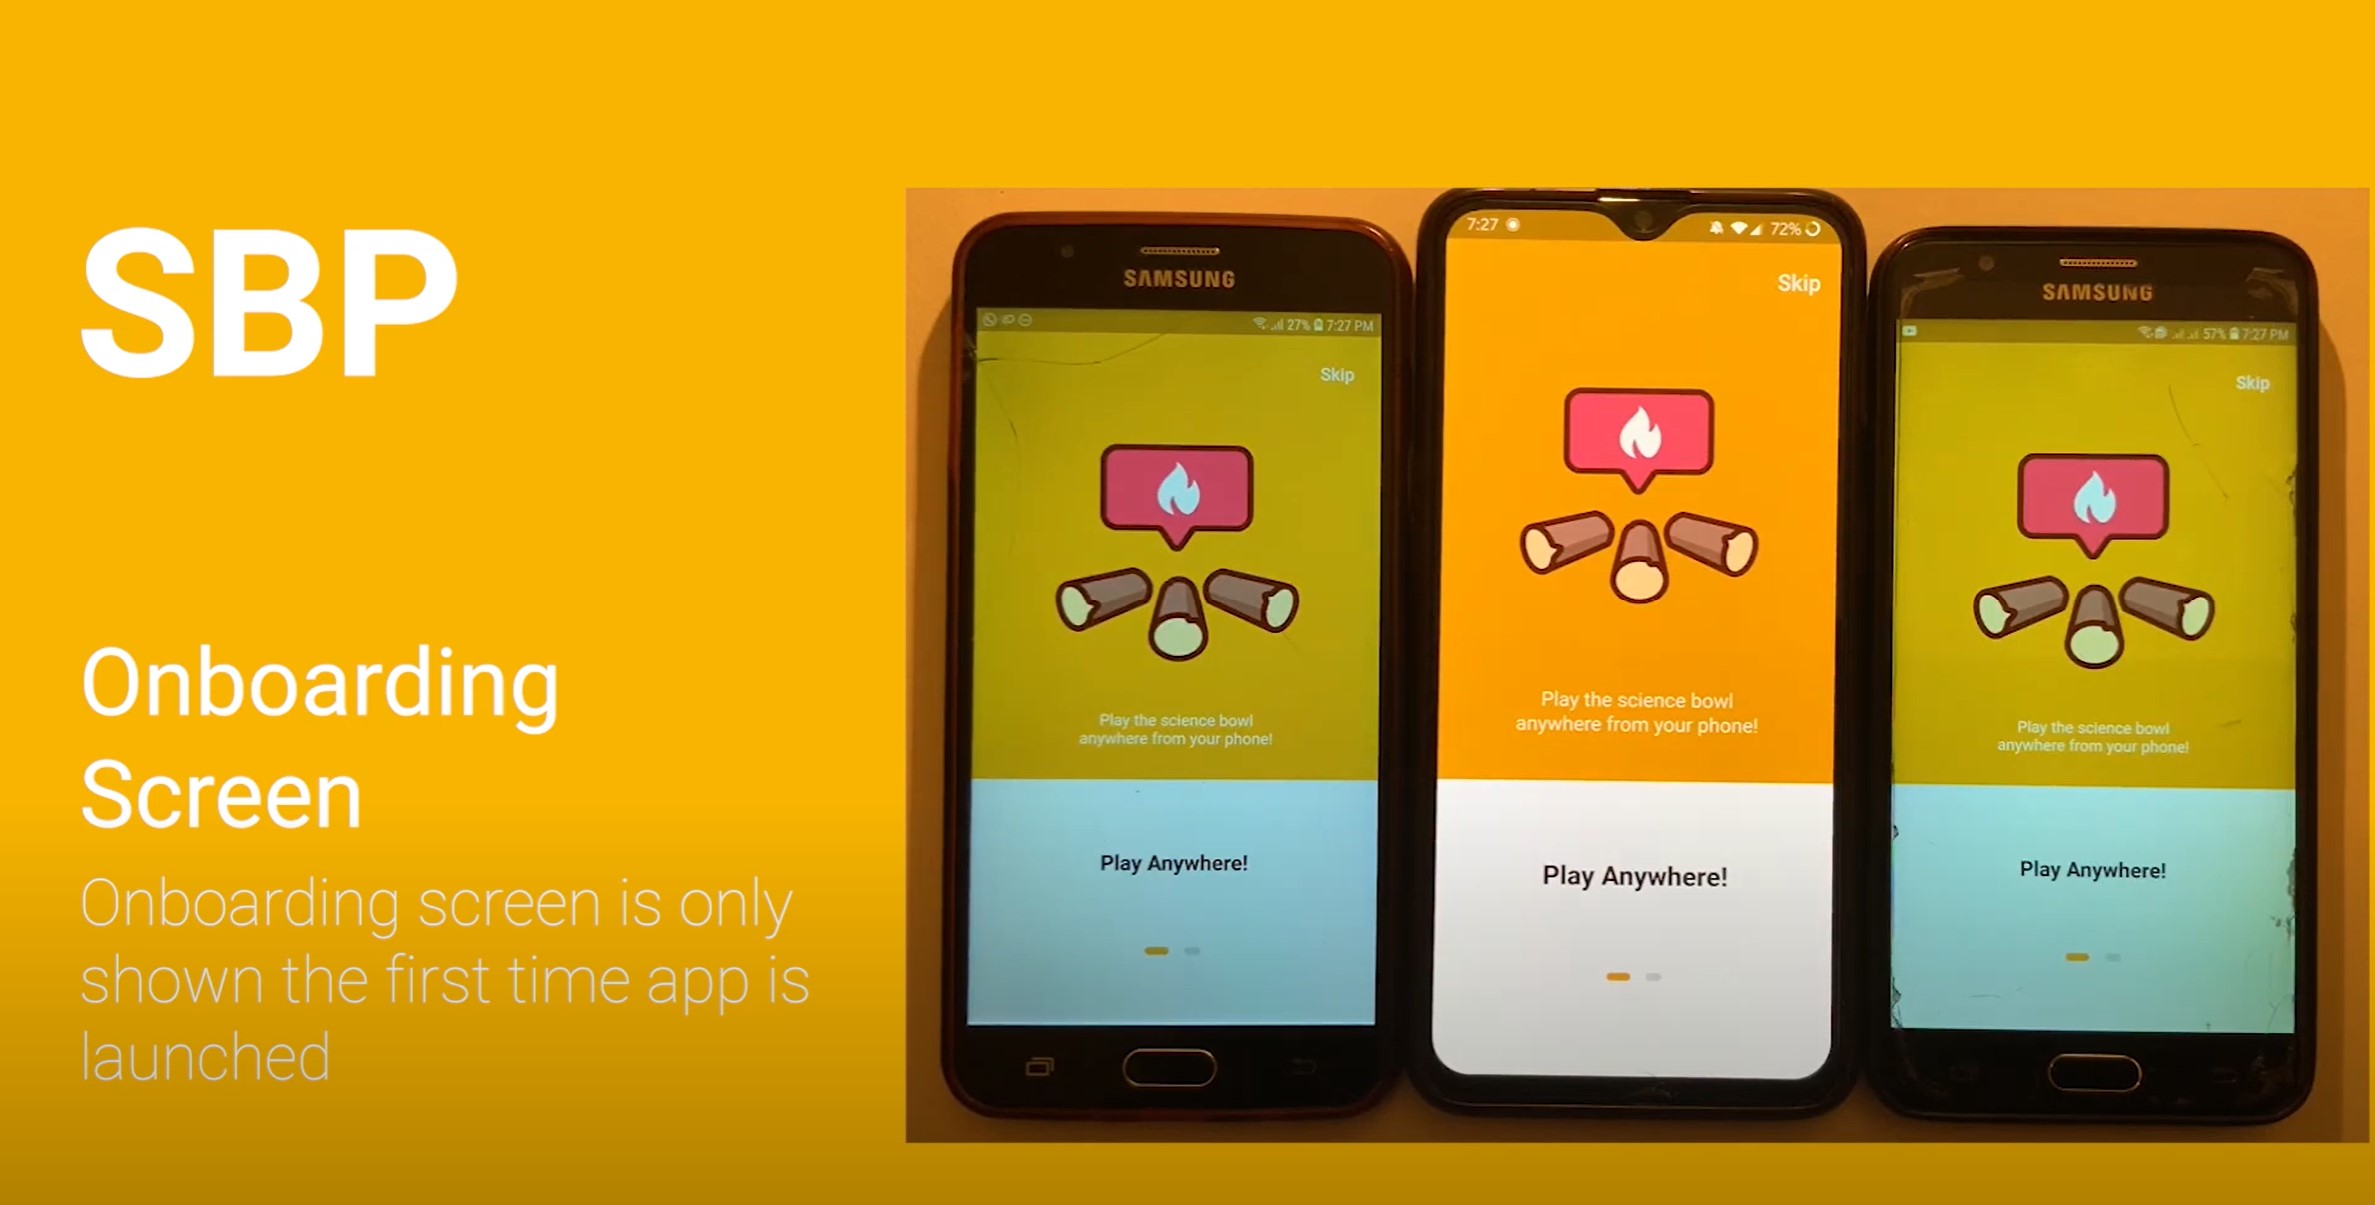 SBP
Onboarding
Screen
Onboarding screen is only
shown the first time app is
launched
SAMSUNG
27% 7:27 PM
Skip
Play the science bowl
anywhere from your phone!
Play Anywhere!
7:27
72%
Skip
Play the science bowl
anywhere from your phone!
Play Anywhere!
SAMSUNG
57% 7:27 PM
Skip
Play the science bowl
anywhere from your phone!
Play Anywhere!